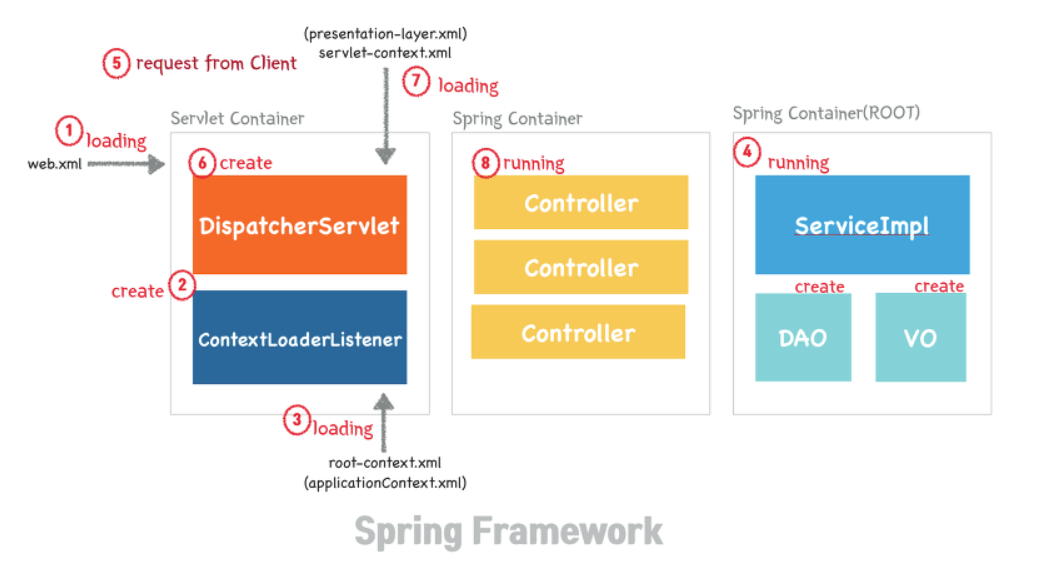 (presentation-layer.xml)
servlet-context.xml
5 request from Client
7 loading
Servlet Container
Spring Container
Spring Container(ROOT)
1 loading
web.xml
6 create
8 running
4 running
DispatcherServlet
Controller
ServiceImpl
Controller
create 2
create
create
ContextLoaderListener
Controller
DAO
VO
3 loading
root-context.xml
(applicationContext.xml)
Spring Framework